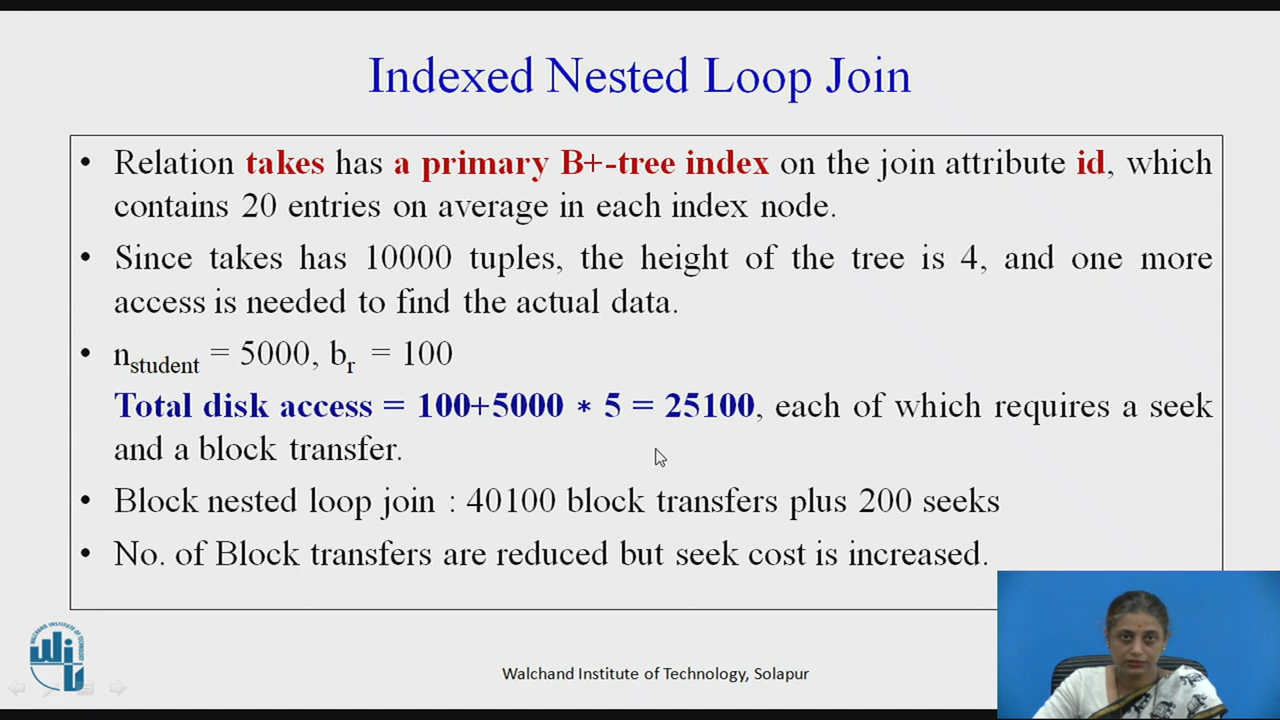 Indexed Nested Loop Join
• Relation takes has a primary B+-tree index on the join attribute id, which
contains 20 entries on average in each index node.
• Since takes has 10000 tuples, the height of the tree is 4, and one more
access is needed to find the actual data.
• nstudent = 5000, br = 100
Total disk access = 100+5000 * 5 = 25100, each of which requires a seek
and a block transfer.
• Block nested loop join : 40100 block transfers plus 200 seeks
• No. of Block transfers are reduced but seek cost is increased.
WALCHAND INSTITUTE OF TECHNOLOGY
Walchand Institute of Technology, Solapur